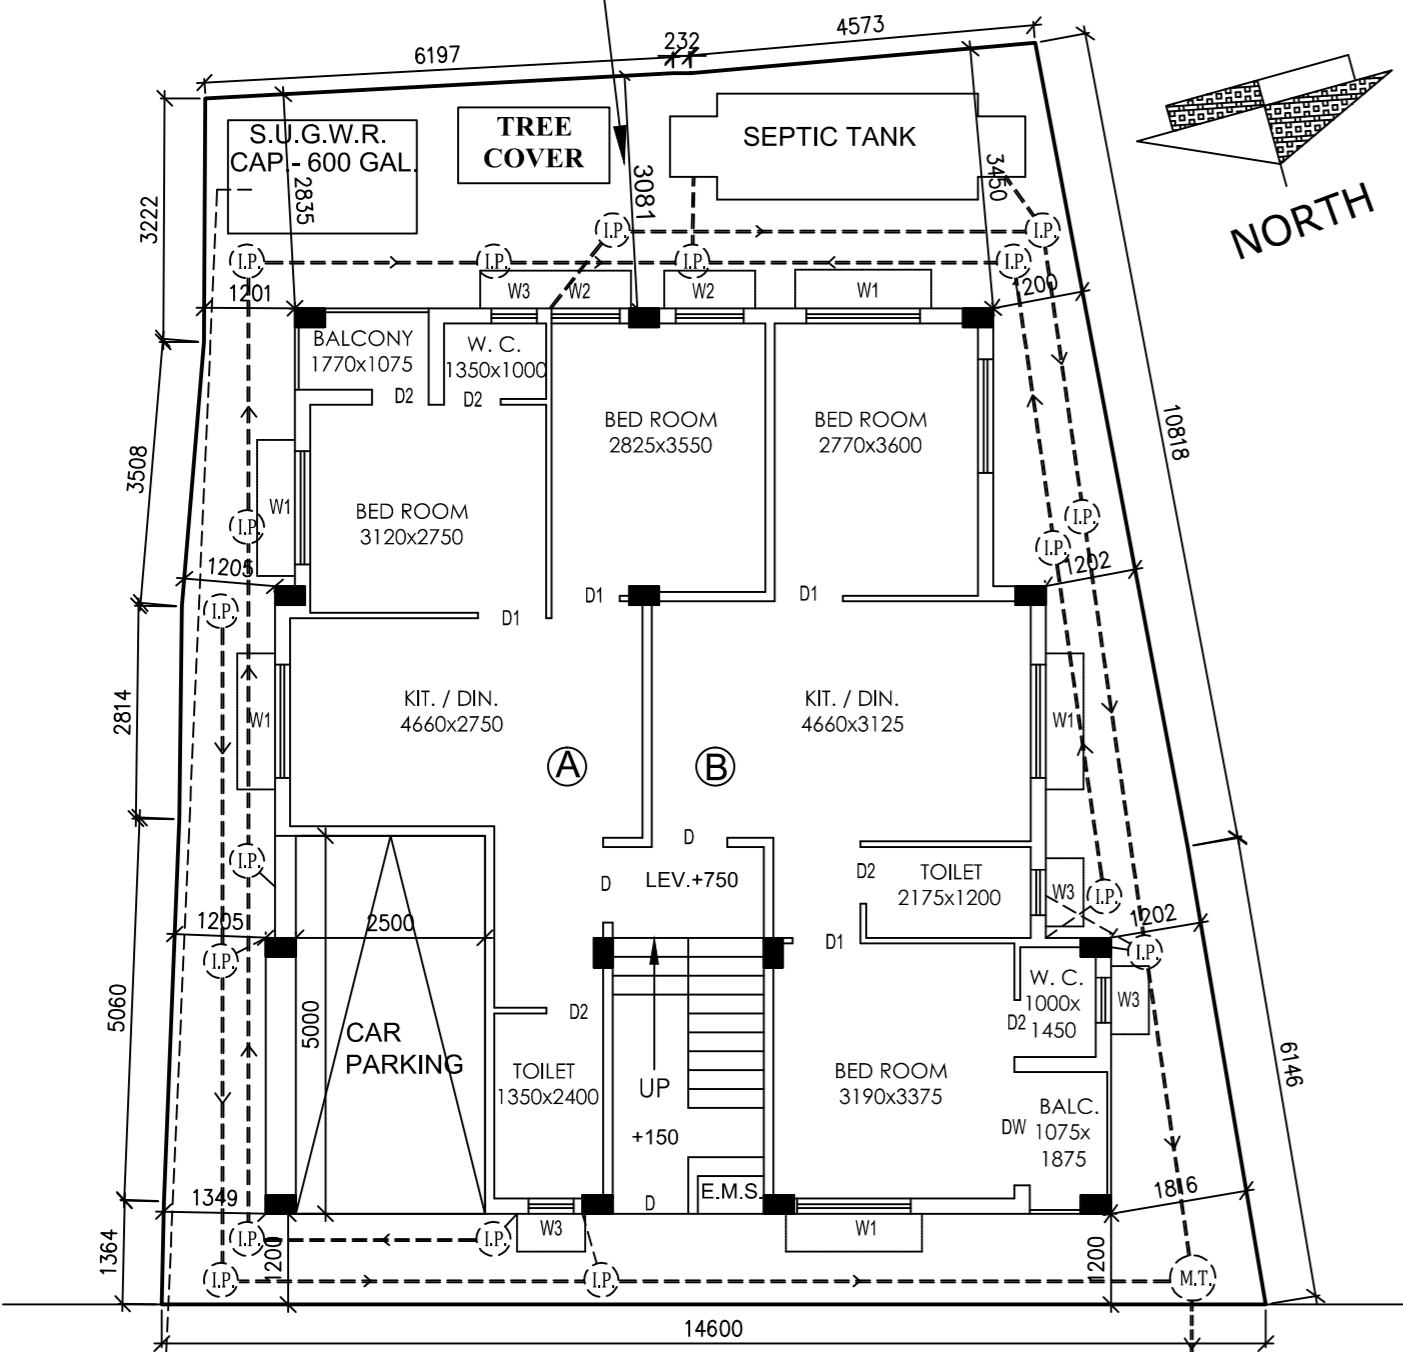 4573
232
6197
S.U.G.W.R.
CAP.- 600 GAL.
TREE
COVER
SEPTIC TANK
NORTH
2835
3081
3450
3222
I.P.
I.P.
I.P.
I.P.
I.P.
I.P.
1201
W3
W2
W2
W1
1200
BALCONY
1770x1075
W. C.
1350x1000
D2
D2
BED ROOM
2825x3550
BED ROOM
2770x3600
10818
3508
W1
BED ROOM
3120x2750
I.P.
I.P.
I.P.
1205
1202
I.P.
D1
D1
D1
2814
W1
KIT. / DIN.
4660x2750
KIT. / DIN.
4660x3125
W1
A
B
D
I.P.
D
LEV.+750
D2
TOILET
2175x1200
W3
I.P.
1205
2500
1202
D1
I.P.
I.P.
5060
5000
CAR
PARKING
D2
W. C.
1000x
1450
D2
W3
TOILET
1350x2400
UP
+150
BED ROOM
3190x3375
BALC.
1075x
1875
DW
6146
1349
E.M.S.
D
1816
1364
I.P.
1200
I.P.
W3
W1
1200
I.P.
I.P.
M.T.
14600